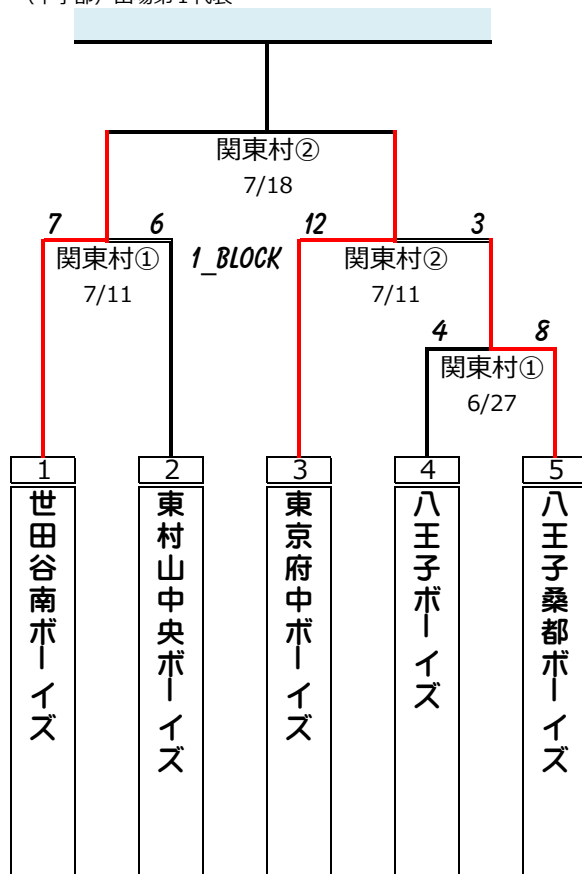 関東村②
7/18
7 6 12 3
関東村① 1_BLOCK 関東村②
7/11 7/11
4 8
関東村①
6/27
1 2 3 4 5
世田谷南ボーイズ
東村山中央ボーイズ
東京府中ボーイズ
八王子ボーイズ
八王子桑都ボーイズ